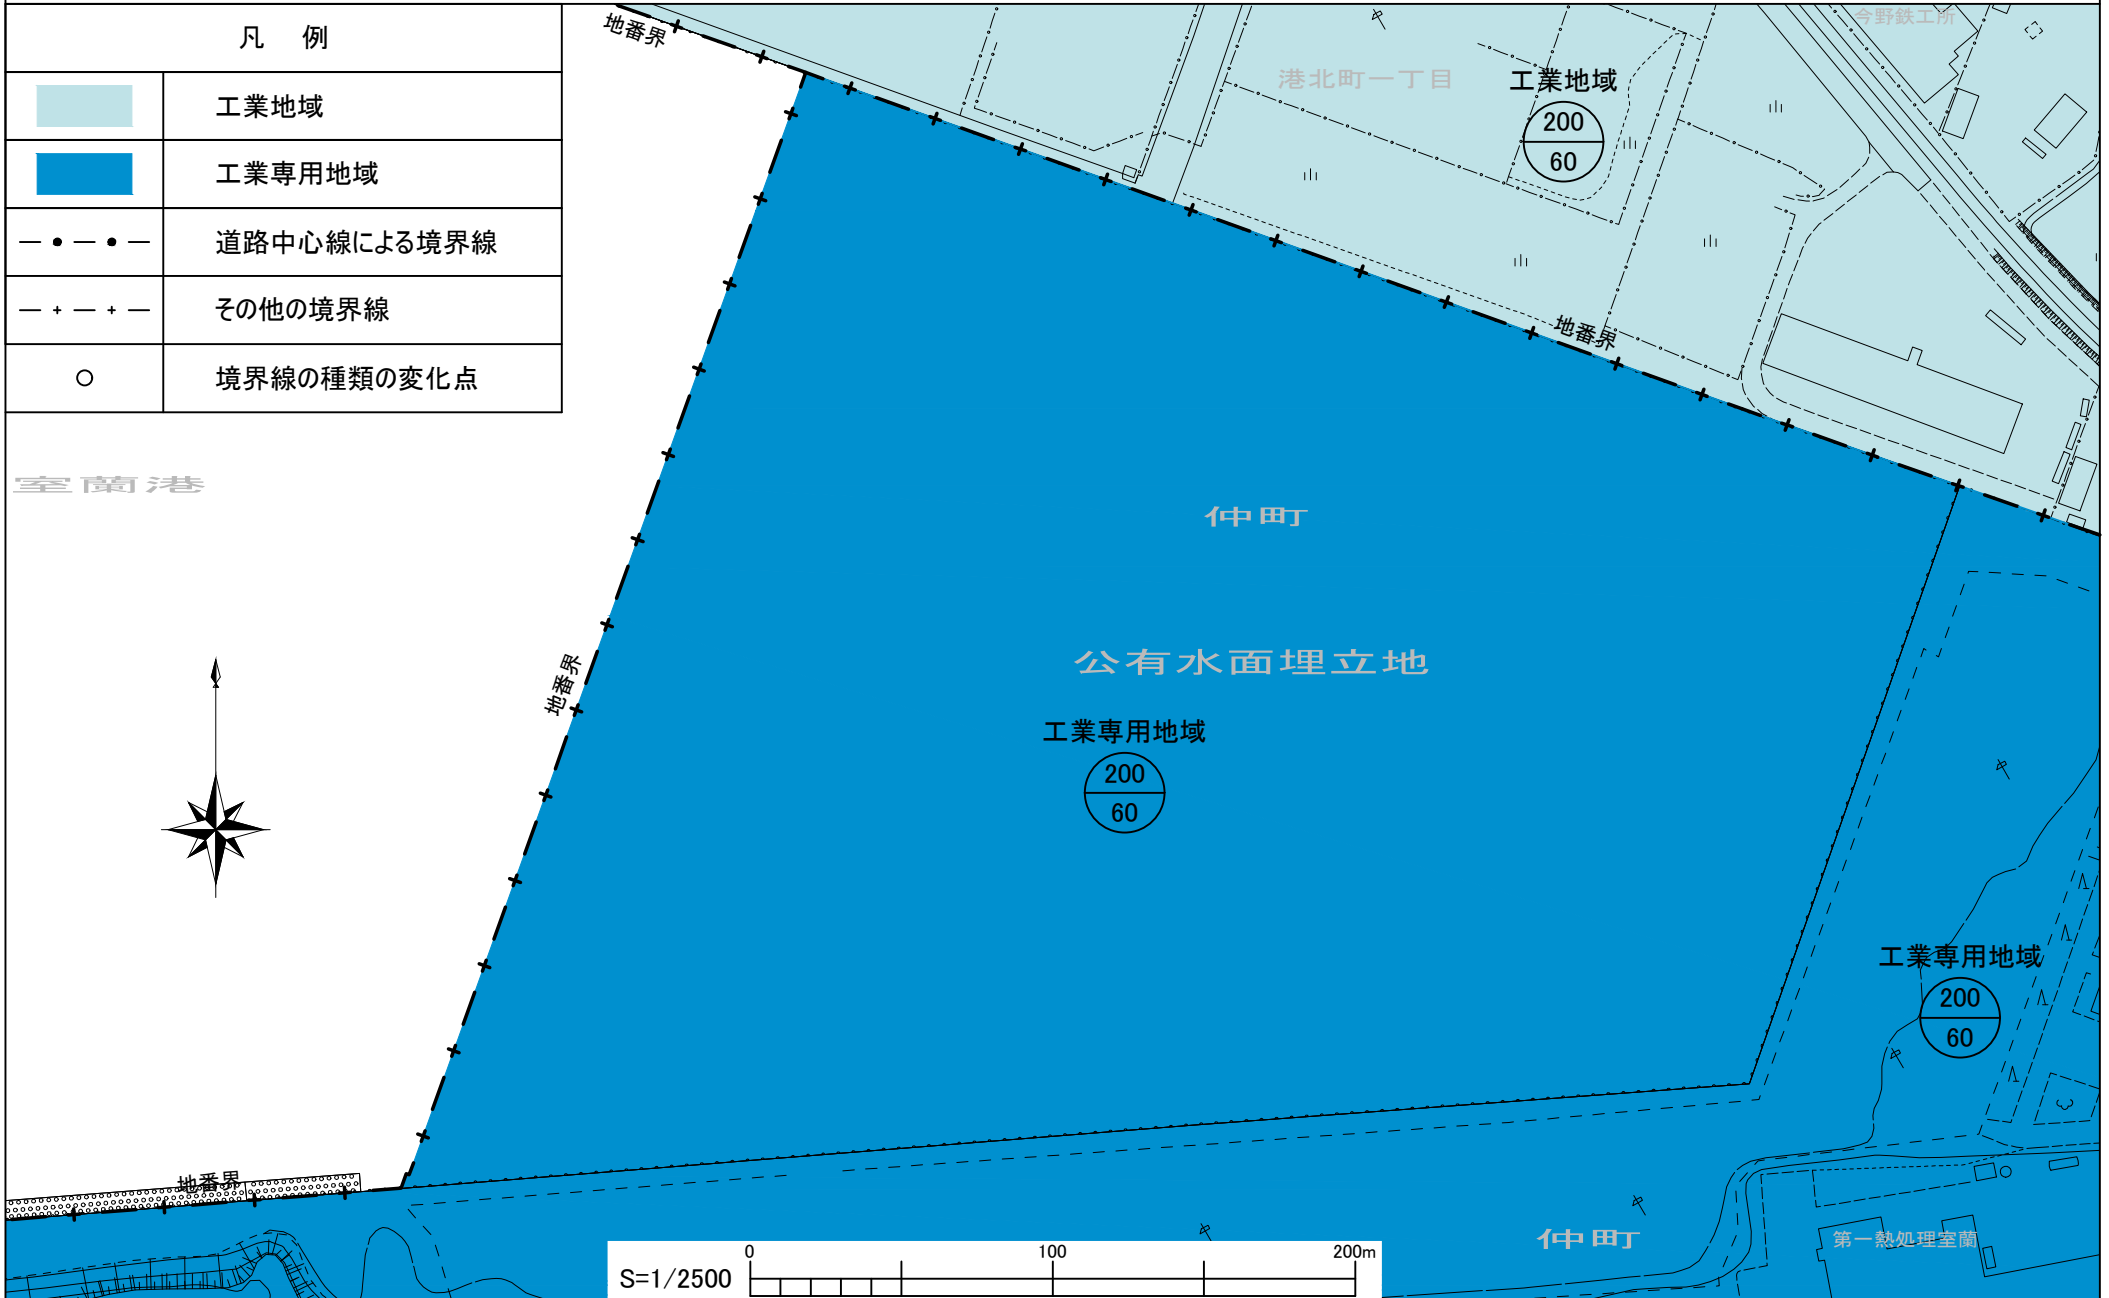 凡 例
工業地域
工業専用地域
道路中心線による境界線
その他の境界線
境界線の種類の変化点
地番界
今野鉄工所
港北町一丁目
工業地域
200
60
地番界
室蘭港
仲町
公有水面埋立地
地番界
工業専用地域
200
60
工業専用地域
200
60
地番界
仲町
第一熱処理室蘭
0 100 200m
S=1/2500